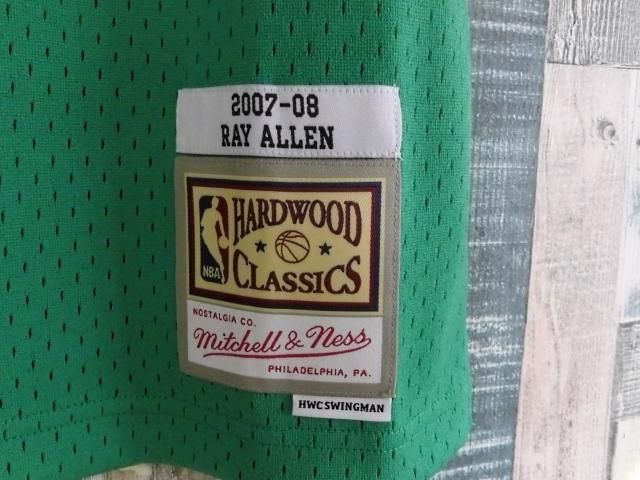 2007-08
RAY ALLEN
HARDWOOD
NBA
CLASSICS
NOSTALGIA CO.
Mitchell & Ness
PHILADELPHIA, PA.
HWCSWINGMAN